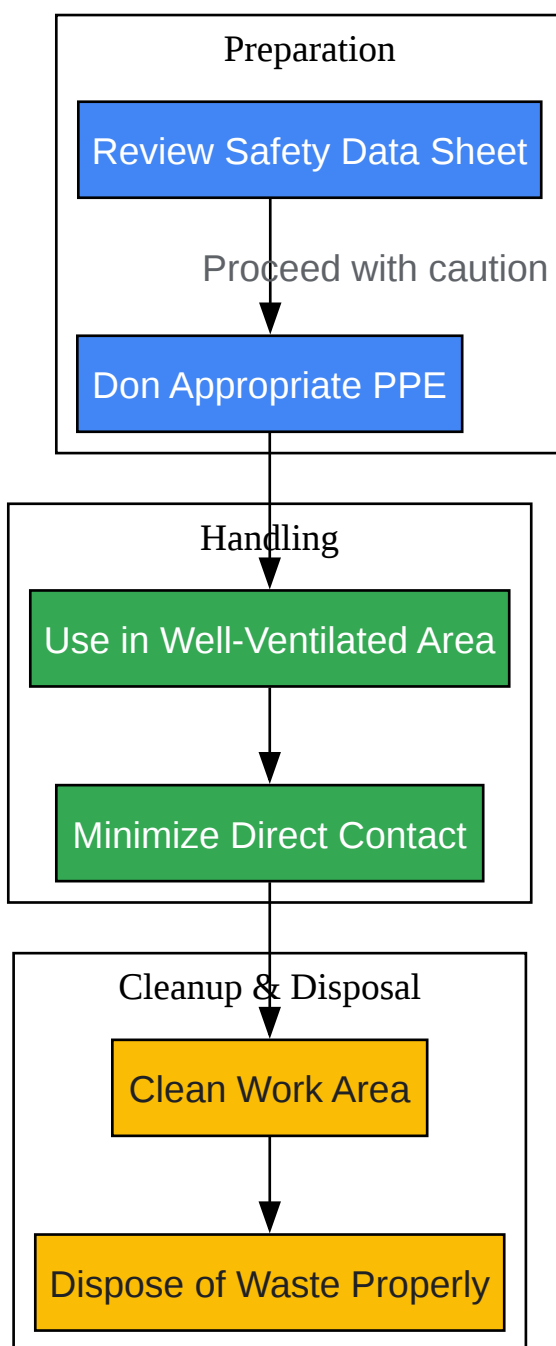 Preparation
Review Safety Data Sheet
Proceed with caution
Don Appropriate PPE
Handling
Use in Well-Ventilated Area
Minimize Direct Contact
Cleanup & Disposal
Clean Work Area
Dispose of Waste Properly